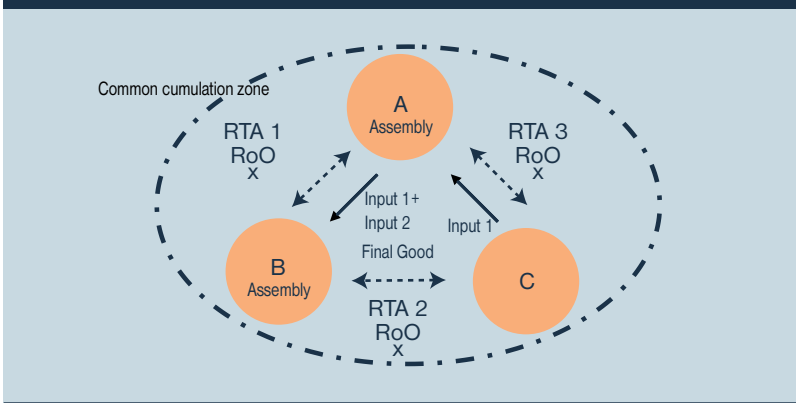 Common cumulation zone
A
Assembly
RTA 1
RoO
x
RTA 3
RoO
x
Input 1+
Input 2
Input 1
Final Good
B
Assembly
C
RTA 2
RoO
x